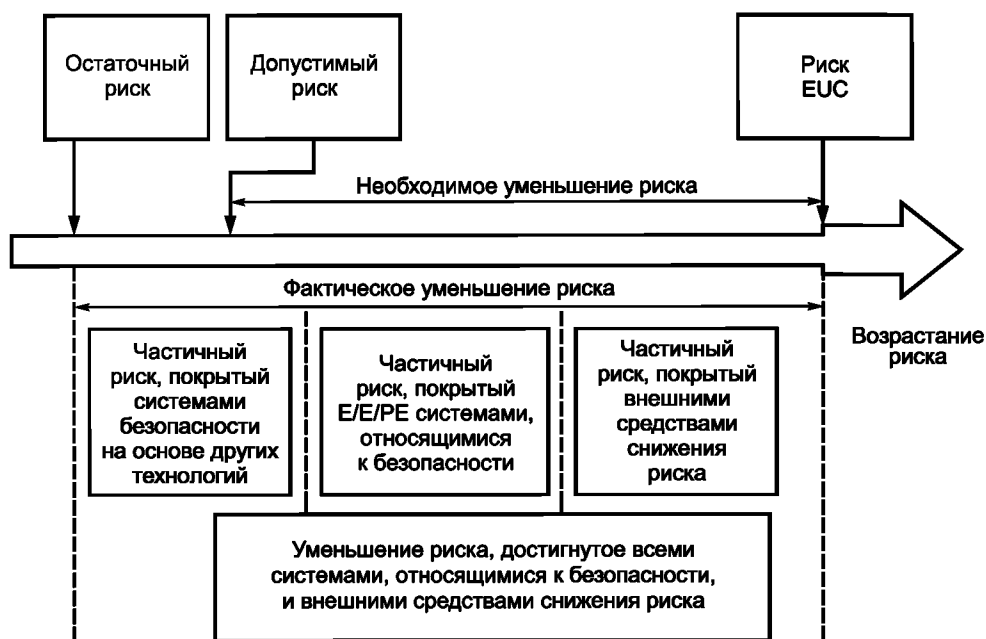 Остаточный
риск
Допустимый
риск
Риск
EUC
Необходимое уменьшение риска
Фактическое уменьшение риска
Возрастание
риска
Частичный
риск, покрытый
системами
безопасности
на основе других
технологий
Частичный
риск, покрытый
E/E/PE системами,
относящимися
к безопасности
Частичный
риск, покрытый
внешними
средствами
снижения
риска
Уменьшение риска, достигнутое всеми
системами, относящимися к безопасности,
и внешними средствами снижения риска